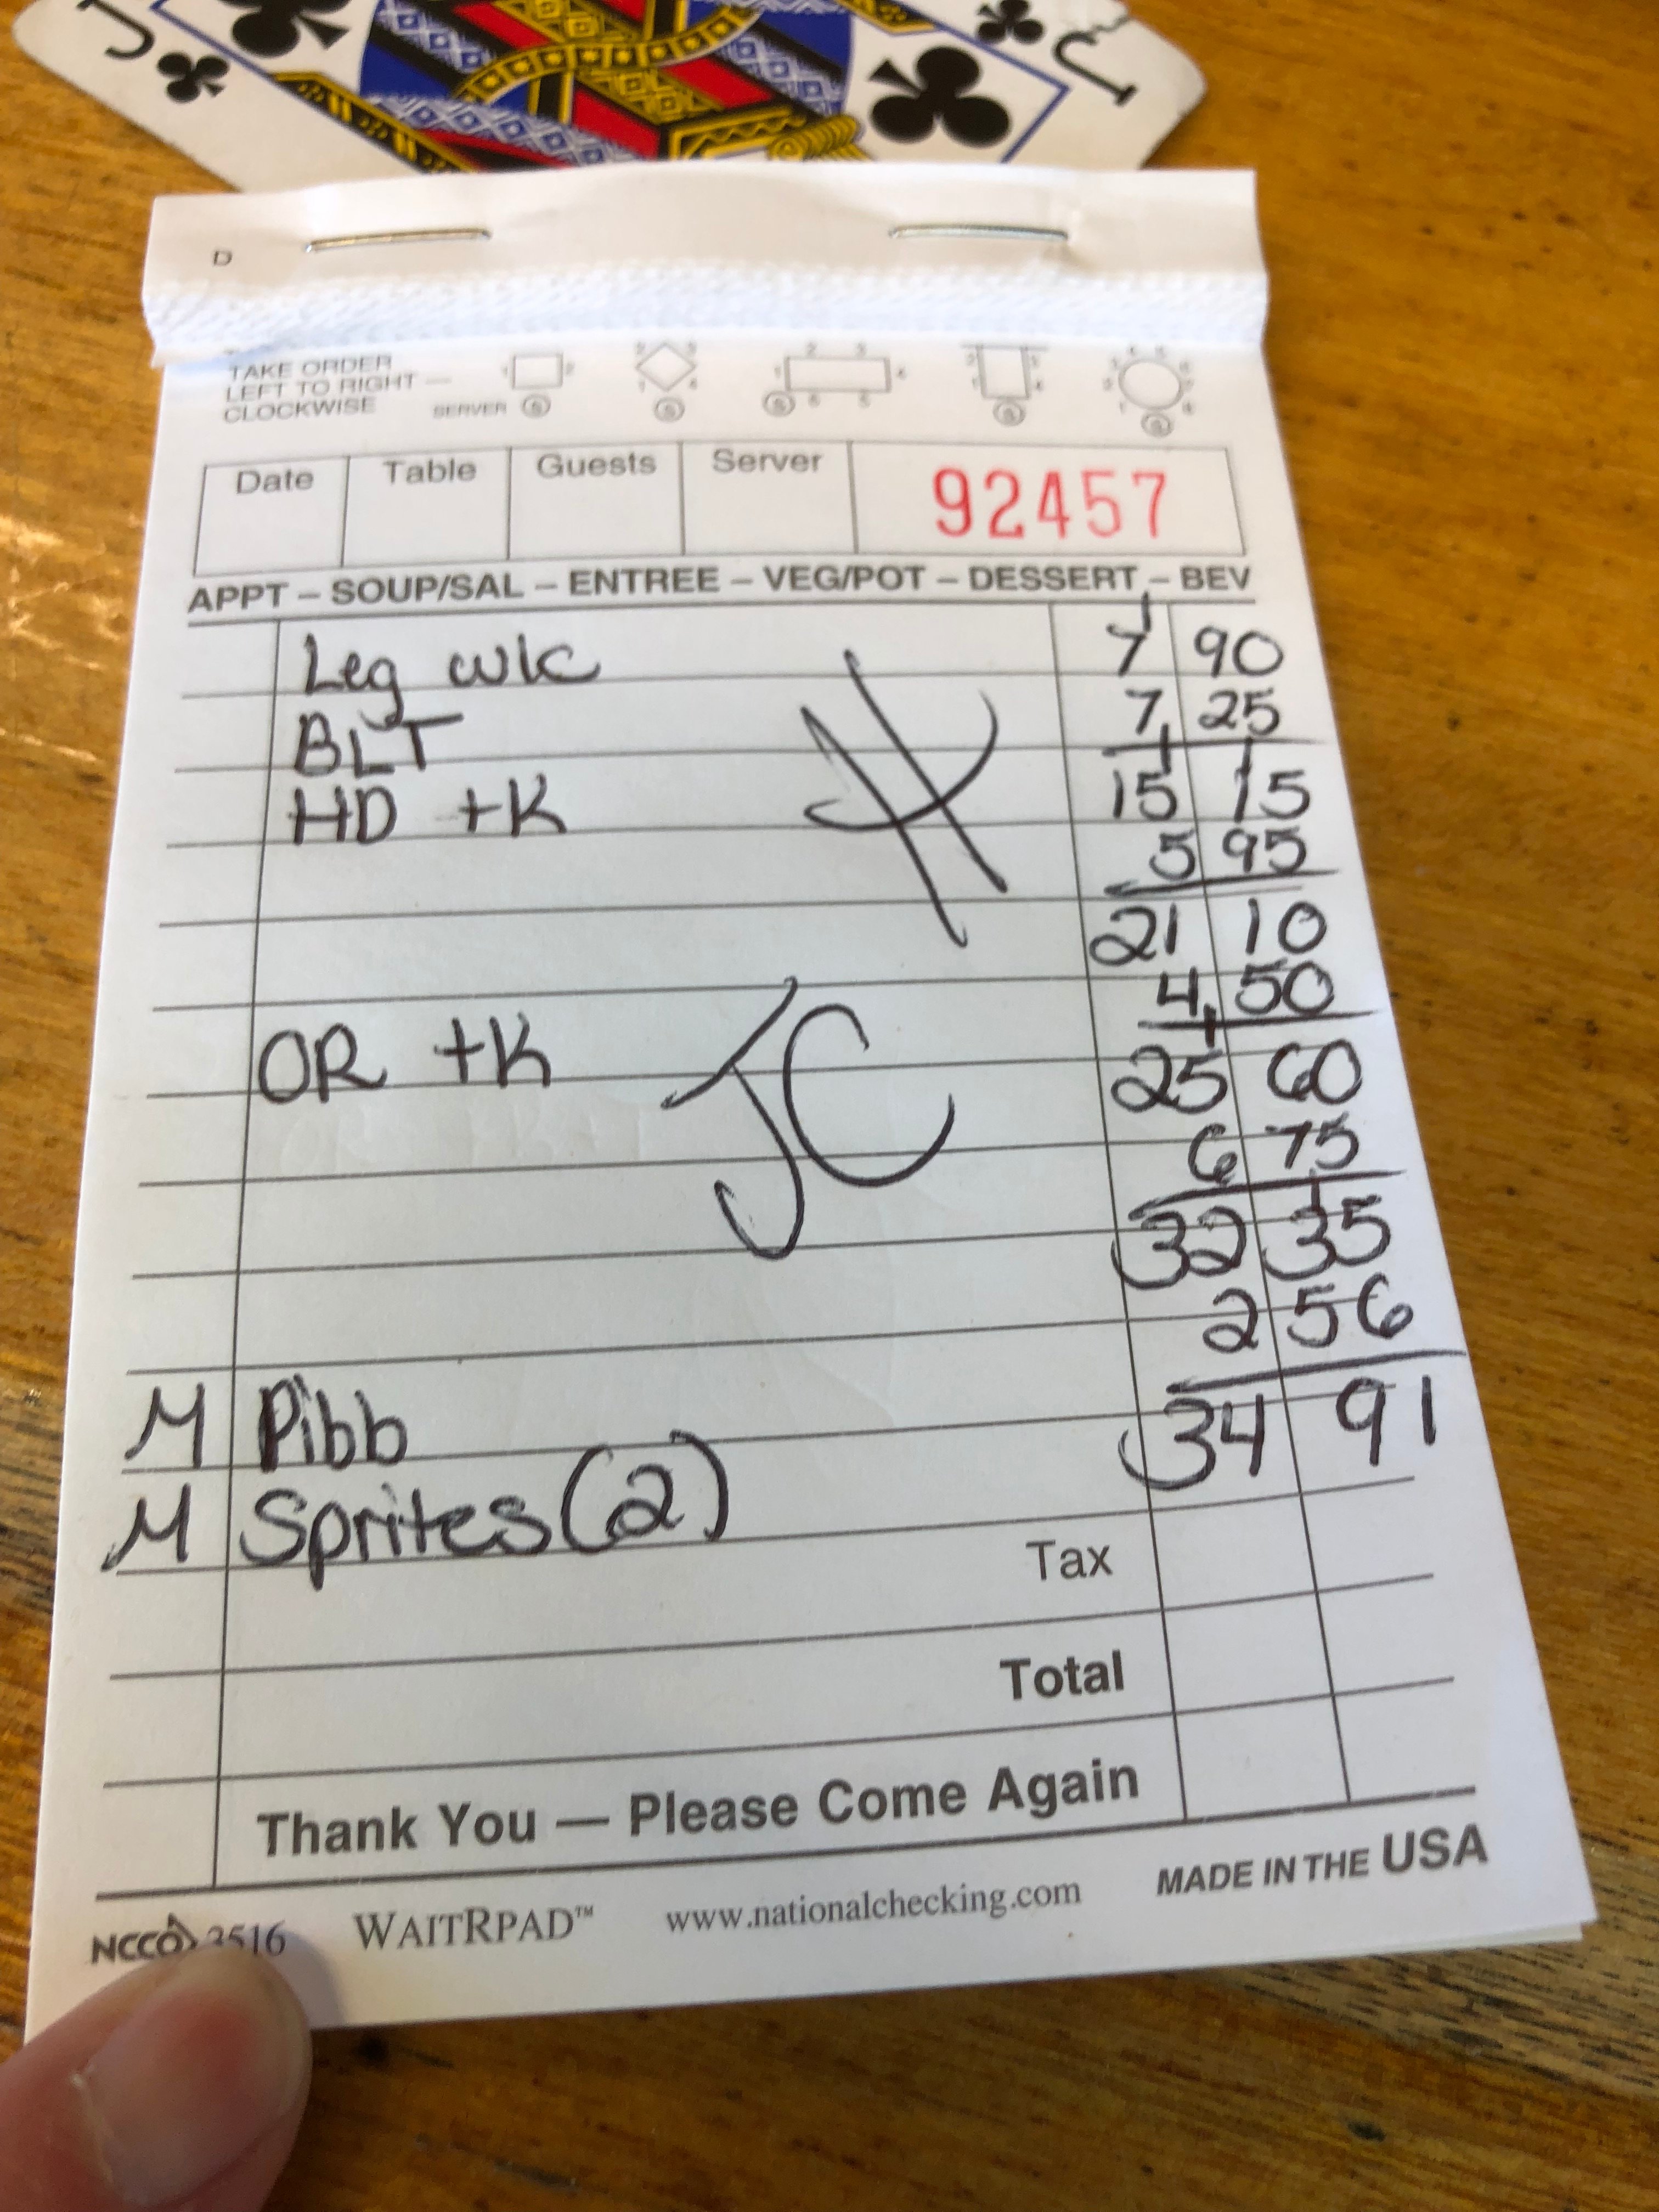 J
J
D
TAKE ORDER
LEFT TO RIGHT —
CLOCKWISE SERVER S S S S S
Date Table Guests Server 92457
APPT – SOUP/SAL – ENTREE – VEG/POT – DESSERT – BEV
Leg w/c 7 90
BLT 7 25
HD +K 15 15
5 95
21 10
4 50
OR +K JC 25 60
6 75
32 35
2 56
M Pibb 34 91
M Sprites (2)
Tax
Total
Thank You — Please Come Again
NCCO 3516 WAITRPAD™ www.nationalchecking.com MADE IN THE USA